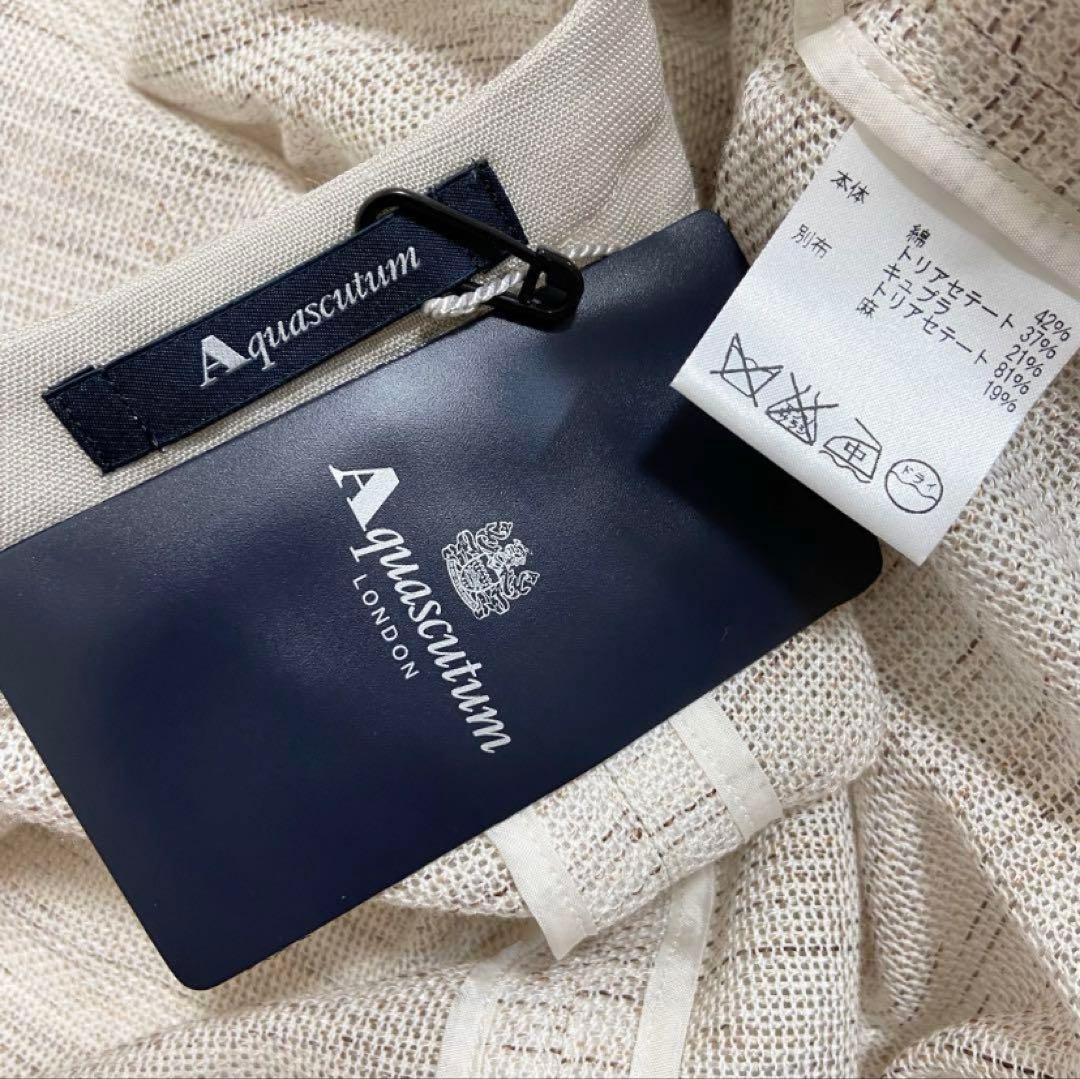 Aquascutum
Aquascutum
LONDON
本体 綿 42%
トリアセテート 37%
キュプラ 21%
別布 トリアセテート 81%
麻 19%
中
ドライ